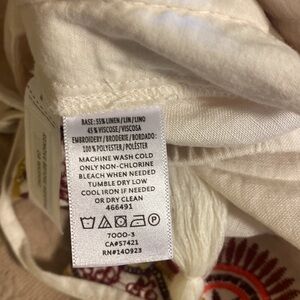 BASE: 55% LINEN/LIN/LINO
45% VISCOSE/VISCOSA
EMBROIDERY/BRODERIE/BORDADO:
100% POLYESTER/POLIÉSTER
MACHINE WASH COLD
ONLY NON-CHLORINE
BLEACH WHEN NEEDED
TUMBLE DRY LOW
COOL IRON IF NEEDED
OR DRY CLEAN
466491
7000-3
CA#57421
RN#140923